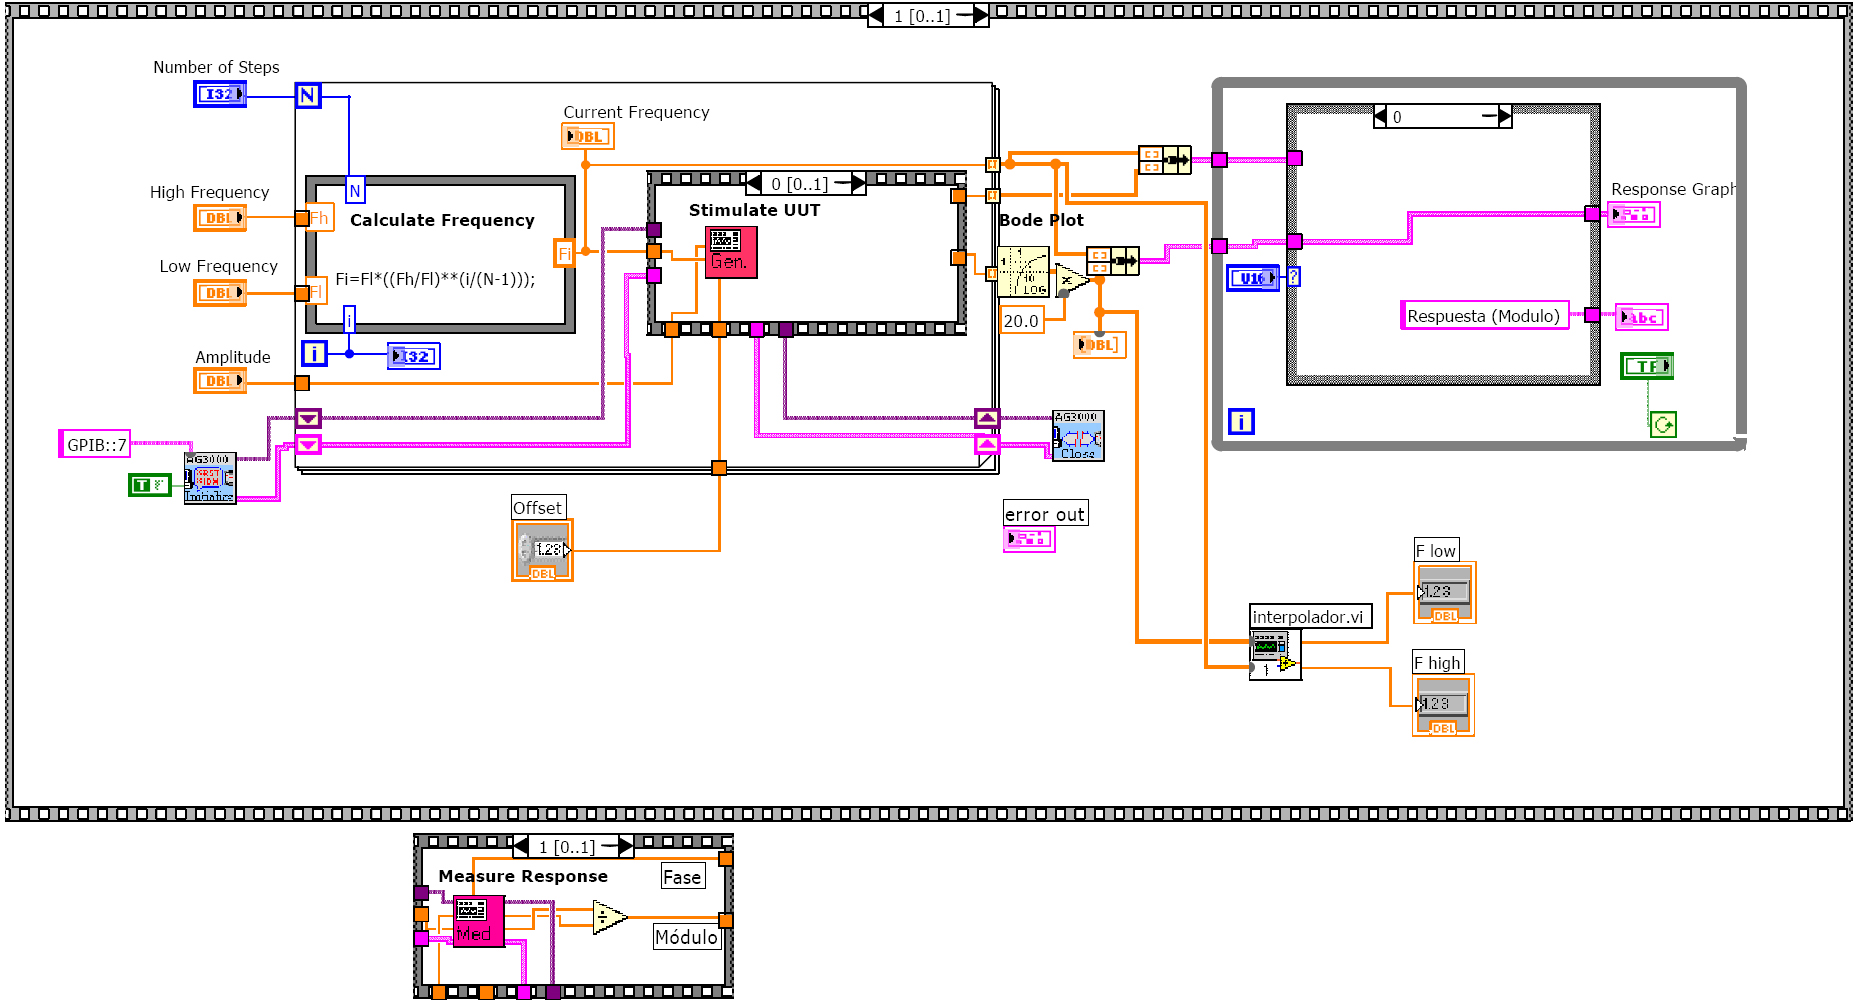 1 [0..1]
Number of Steps
I32
N
Current Frequency
DBL
0
High Frequency
DBL
Fh
N
Calculate Frequency
0 [0..1]
Stimulate UUT
Gen.
Response Graph
Bode Plot
Fi
Low Frequency
DBL
Fl
Fi=Fl*((Fh/Fl)**(i/(N-1)));
LOG
x
U16
?
i
20.0
DBL
Respuesta (Modulo)
abc
i
I32
Amplitude
DBL
TF
i
GPIB::7
AG3000
Initialize
T
AG3000
Close
Offset
1.23
DBL
error out
F low
1.23
DBL
interpolador.vi
1
F high
1.23
DBL
1 [0..1]
Measure Response
Fase
Med
÷
Módulo